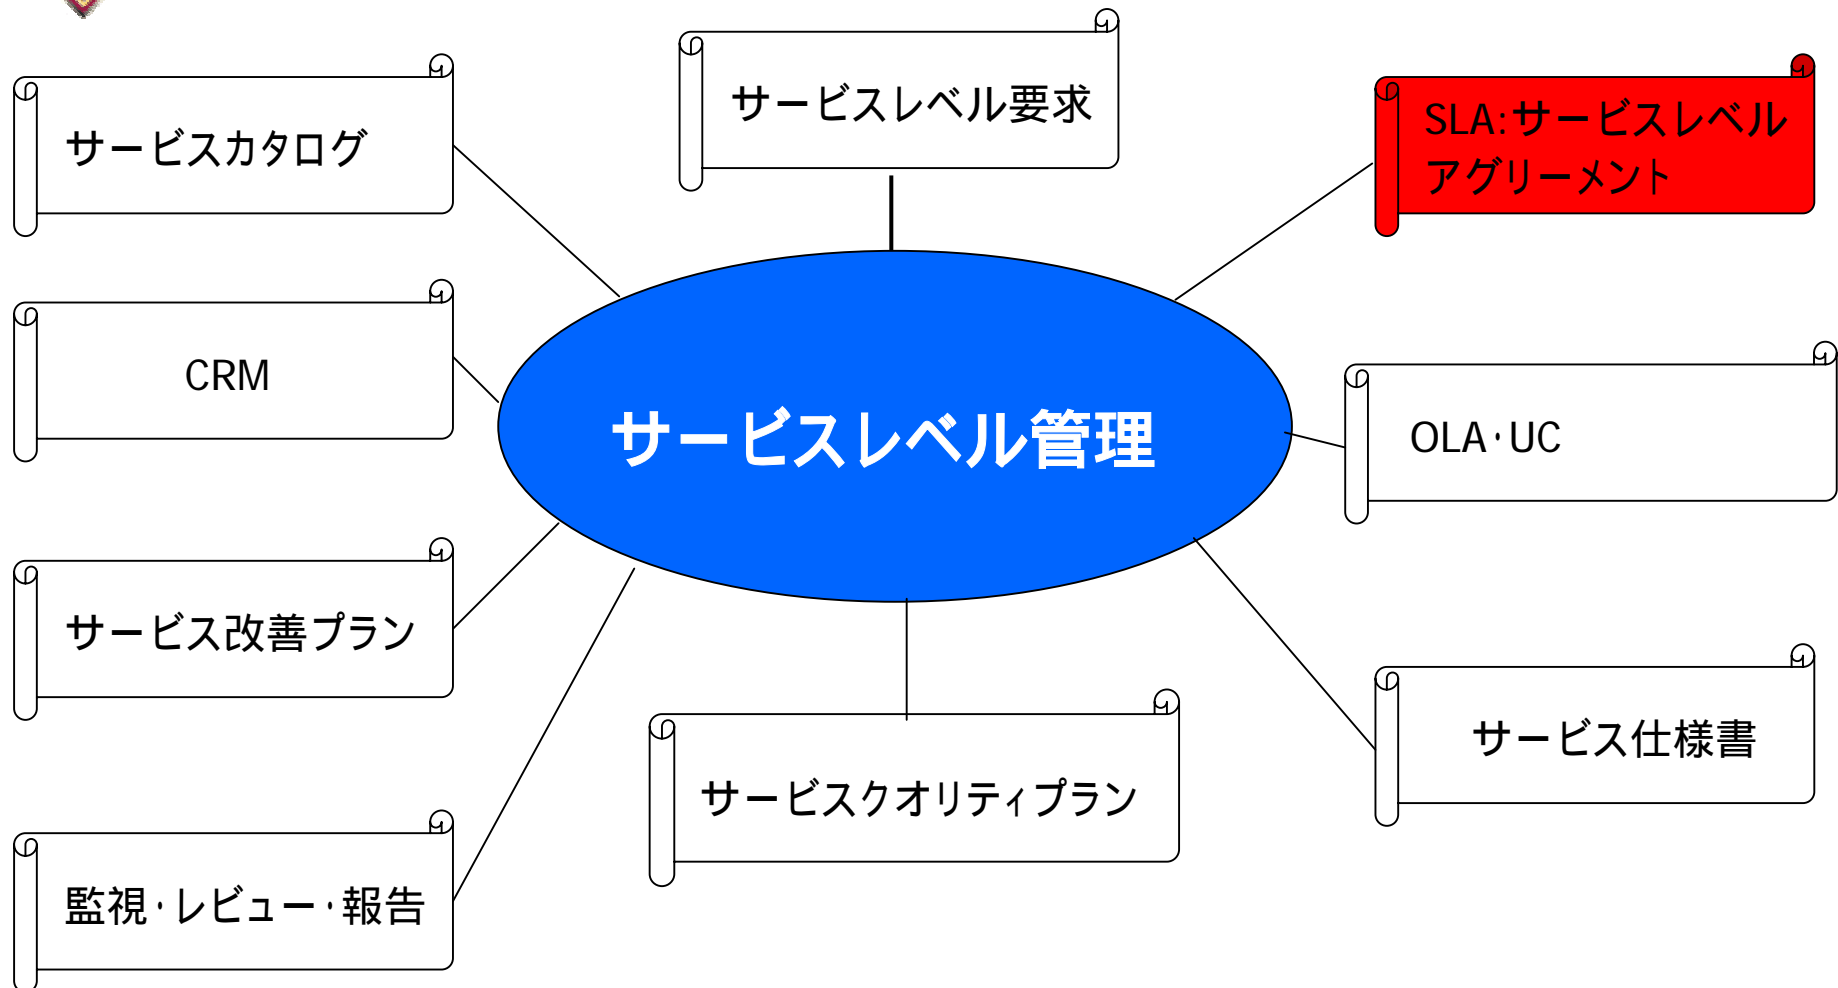 サービスレベル要求
サービスカタログ
SLA:サービスレベル
アグリーメント
CRM
サービスレベル管理
OLA・UC
サービス改善プラン
サービス仕様書
サービスクオリティプラン
監視・レビュー・報告